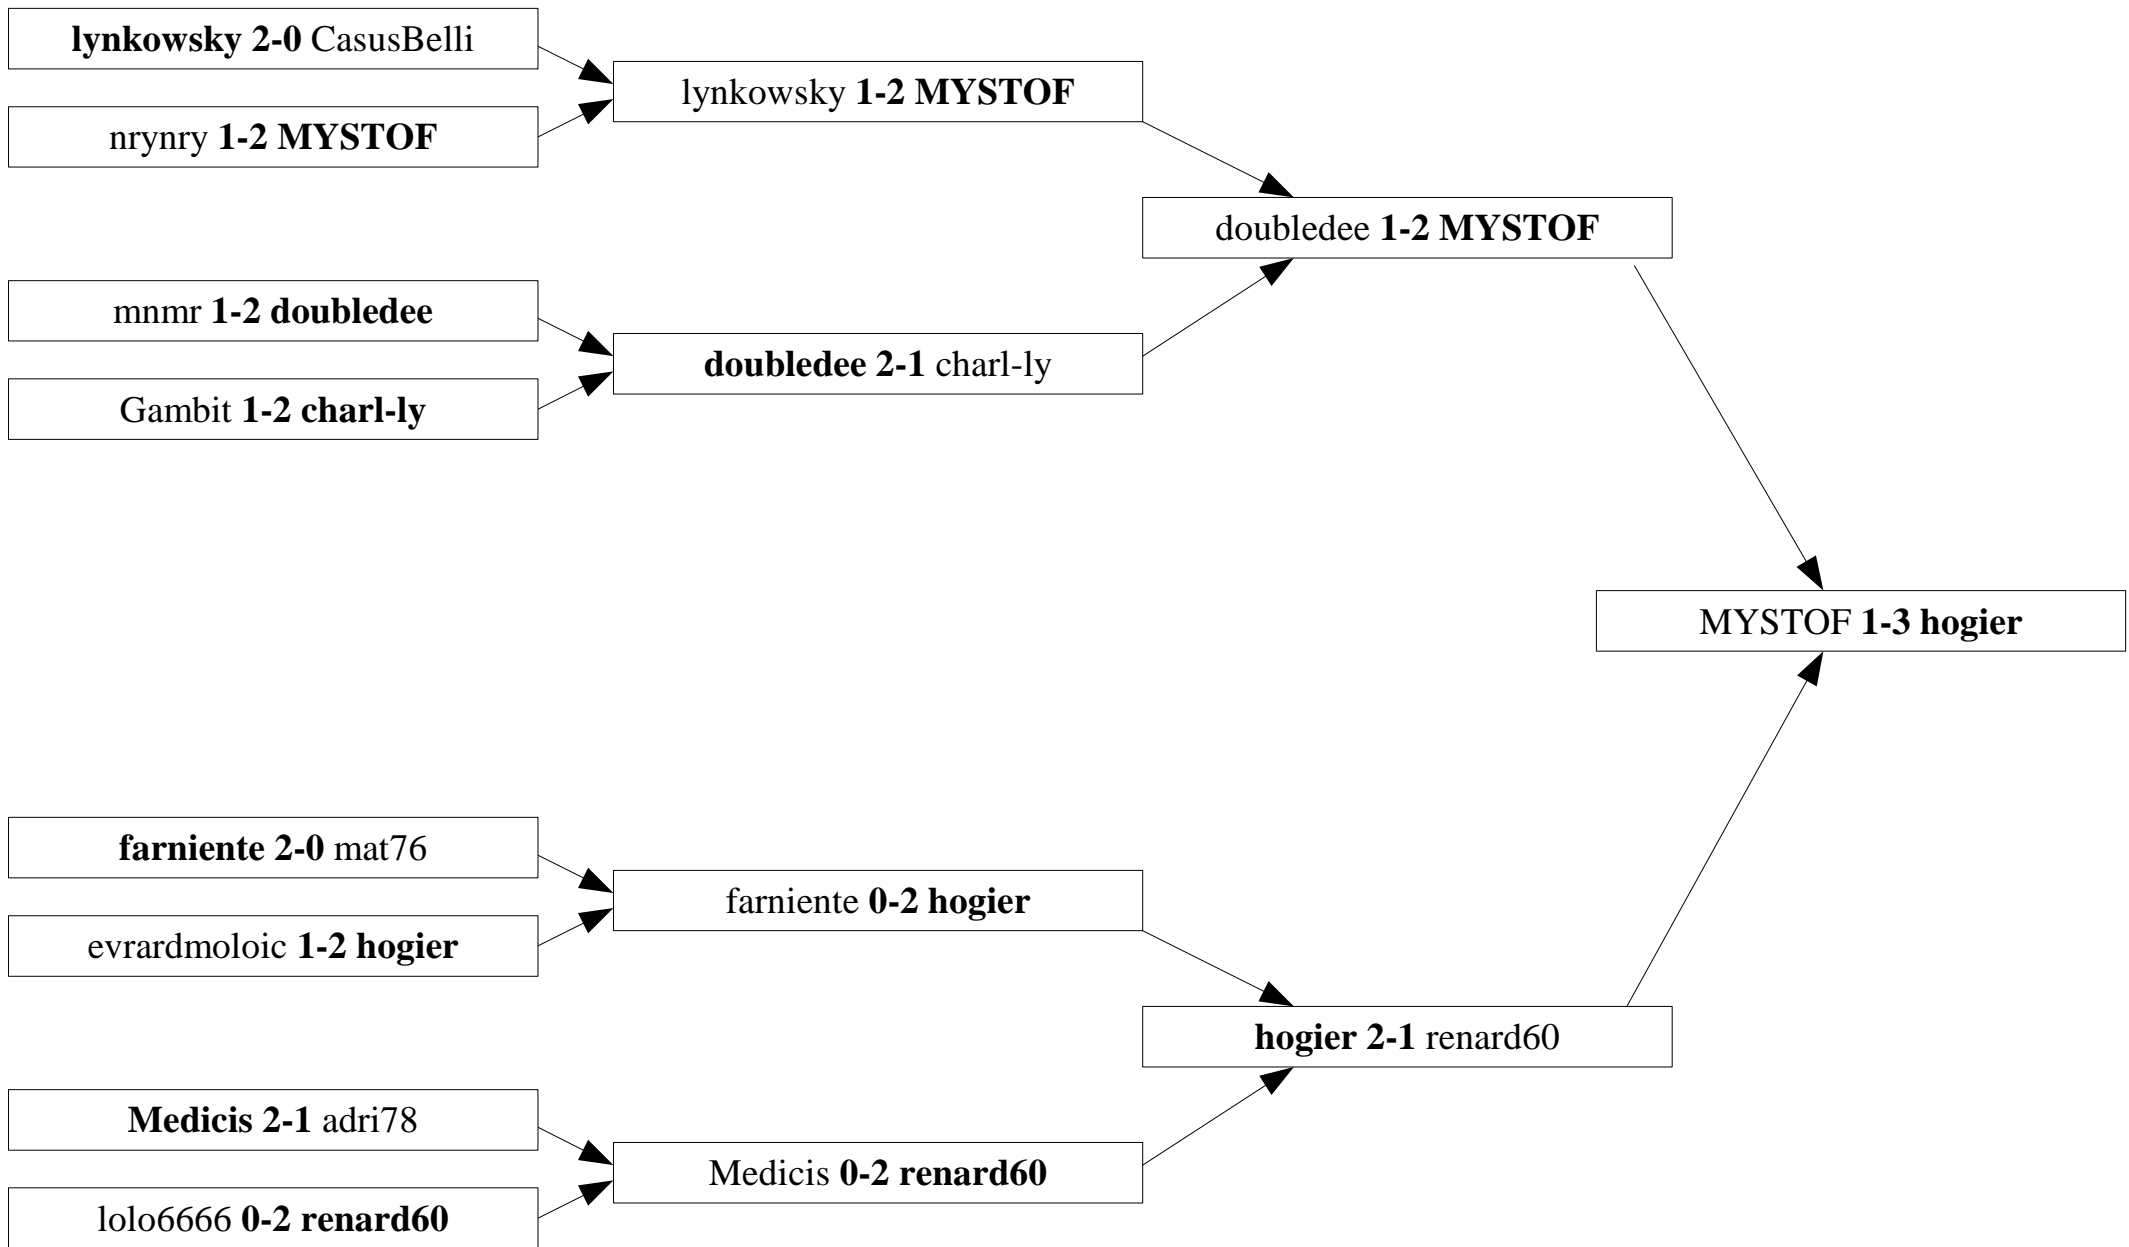 lynkowsky 2-0 CasusBelli
nrynry 1-2 MYSTOF
lynkowsky 1-2 MYSTOF
doubledee 1-2 MYSTOF
mnmr 1-2 doubledee
Gambit 1-2 charl-ly
doubledee 2-1 charl-ly
MYSTOF 1-3 hogier
farniente 2-0 mat76
evrardmoloic 1-2 hogier
farniente 0-2 hogier
hogier 2-1 renard60
Medicis 2-1 adri78
lolo6666 0-2 renard60
Medicis 0-2 renard60